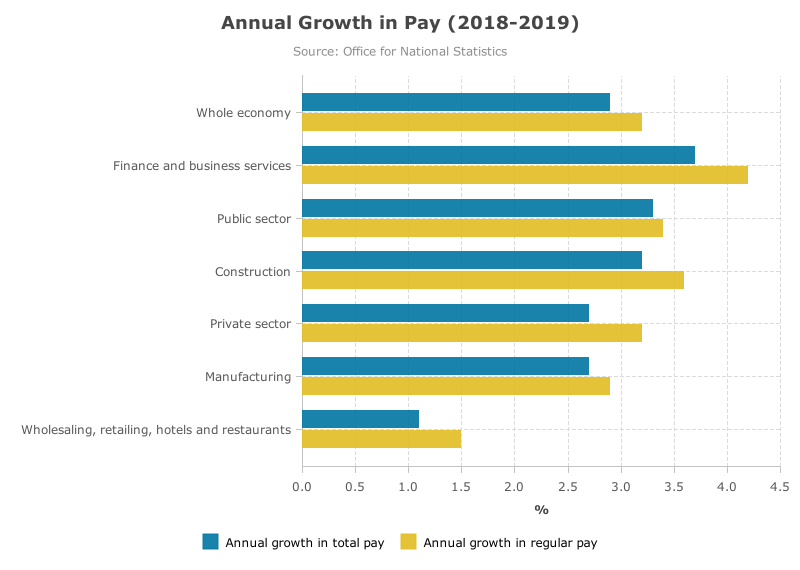 Annual Growth in Pay (2018-2019)
Source: Office for National Statistics
Whole economy
Finance and business services
Public sector
Construction
Private sector
Manufacturing
Wholesaling, retailing, hotels and restaurants
0.0 0.5 1.0 1.5 2.0 2.5 3.0 3.5 4.0 4.5
%
Annual growth in total pay Annual growth in regular pay